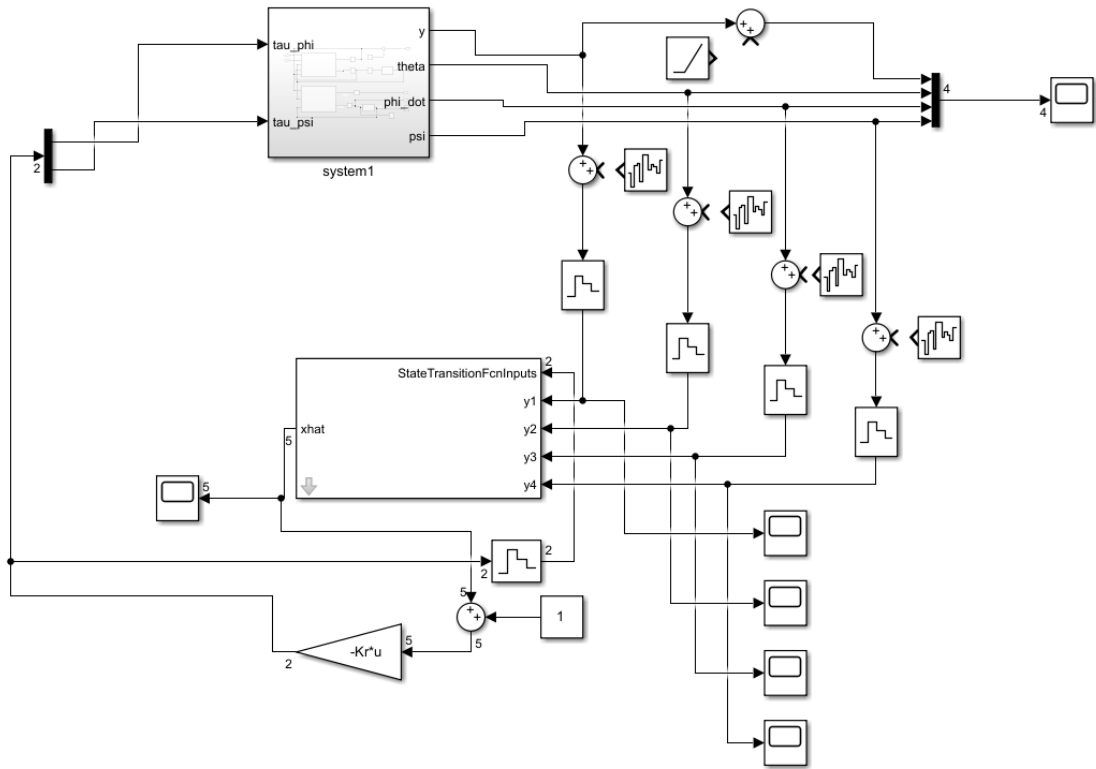 y
tau_phi
theta
phi_dot
tau_psi
psi
system1
2
4
4
StateTransitionFcnInputs
2
y1
xhat
5
y2
y3
y4
5
2
2
5
1
5
5
-Kr*u
2
+
+
+
+
+
+
+
+
+
+
+
+